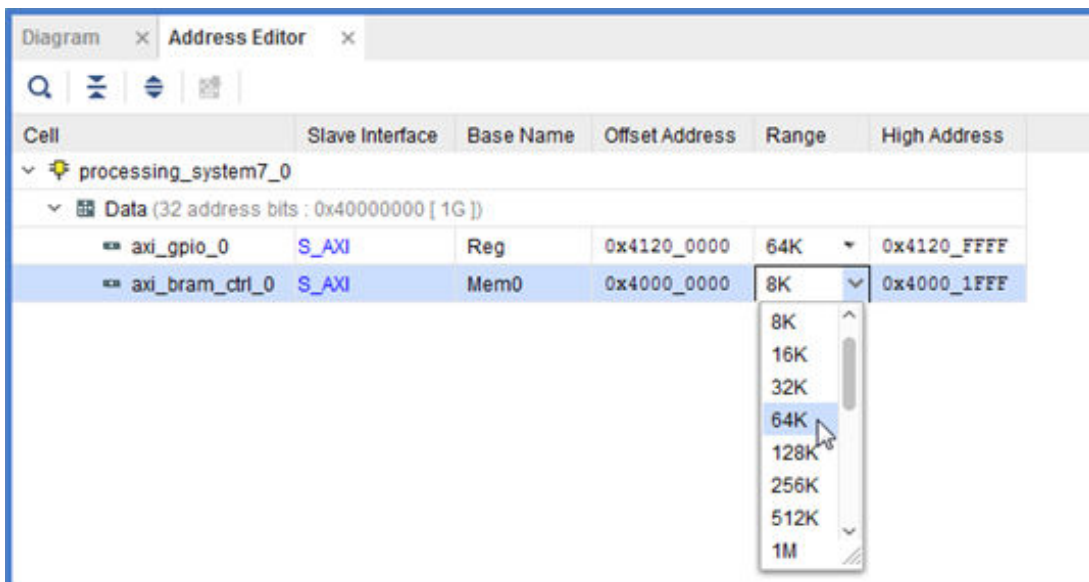 Diagram × Address Editor ×
Cell Slave Interface Base Name Offset Address Range High Address
processing_system7_0
Data (32 address bits : 0x40000000 [ 1G ])
axi_gpio_0 S_AXI Reg 0x4120_0000 64K 0x4120_FFFF
axi_bram_ctrl_0 S_AXI Mem0 0x4000_0000 8K 0x4000_1FFF
8K
16K
32K
64K
128K
256K
512K
1M